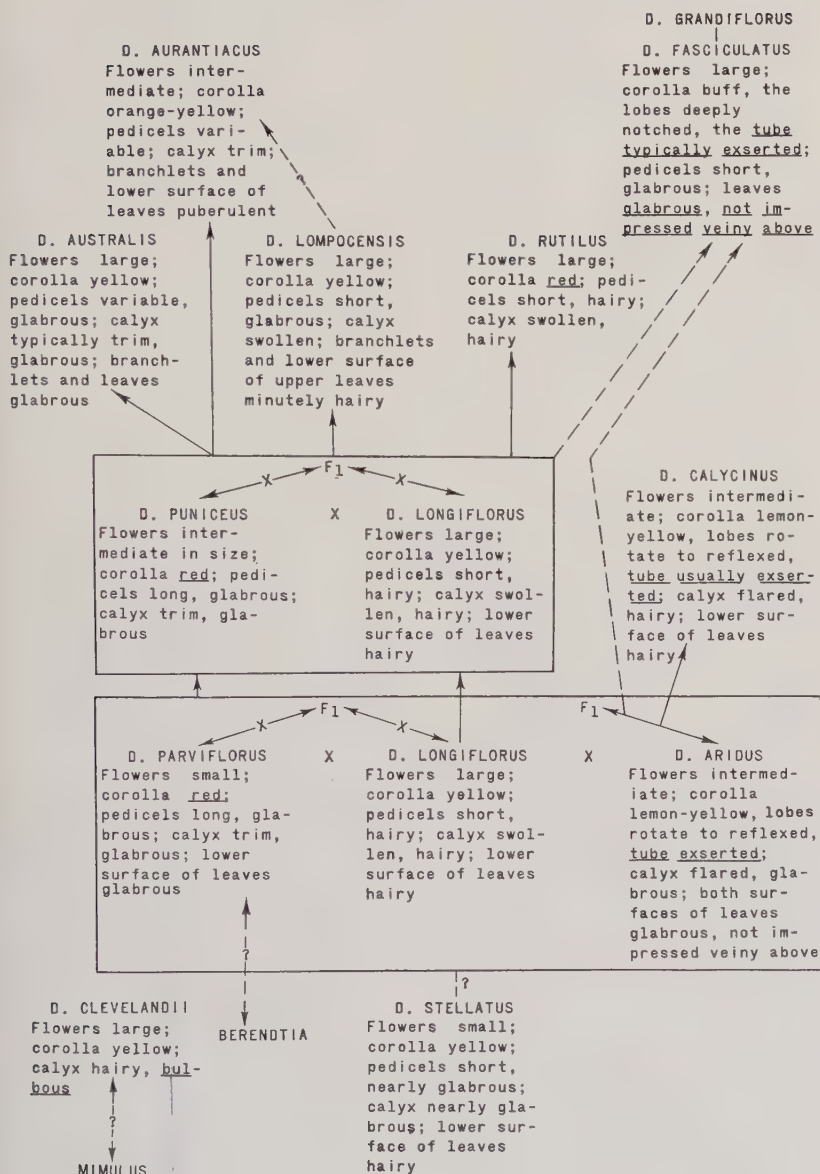 D. GRANDIFLORUS
D. FASCICULATUS
Flowers large;
corolla buff, the
lobes deeply
notched, the tube
typically exserted;
pedicels short,
glabrous; leaves
glabrous, not im-
pressed veiny above
D. AURANTIACUS
Flowers inter-
mediate; corolla
orange-yellow;
pedicels vari-
able; calyx trim;
branchlets and
lower surface of
leaves puberulent
?
D. AUSTRALIS
Flowers large;
corolla yellow;
pedicels variable,
glabrous; calyx
typically trim,
glabrous; branch-
lets and leaves
glabrous
D. LOMPOCENSIS
Flowers large;
corolla yellow;
pedicels short,
glabrous; calyx
swollen; branchlets
and lower surface
of upper leaves
minutely hairy
D. RUTILUS
Flowers large;
corolla red; pedi-
cels short, hairy;
calyx swollen,
hairy
X F1 X
D. PUNICEUS X D. LONGIFLORUS
Flowers inter-
mediate in size;
corolla red; pedi-
cels long, glabrous;
calyx trim, gla-
brous
Flowers large;
corolla yellow;
pedicels short,
hairy; calyx swol-
len, hairy; lower
surface of leaves
hairy
D. CALYCINUS
Flowers intermedi-
ate; corolla lemon-
yellow, lobes ro-
tate to reflexed,
tube usually exser-
ted; calyx flared,
hairy; lower sur-
face of leaves
hairy
X F1 X F1
D. PARVIFLORUS X D. LONGIFLORUS X D. ARIDUS
Flowers small;
corolla red;
pedicels long, gla-
brous; calyx trim,
glabrous; lower
surface of leaves
glabrous
Flowers large;
corolla yellow;
pedicels short,
hairy; calyx swol-
len, hairy; lower
surface of leaves
hairy
Flowers intermed-
iate; corolla
lemon-yellow, lobes
rotate to reflexed,
tube exserted;
calyx flared, gla-
brous; both sur-
faces of leaves
glabrous, not im-
pressed veiny above
?
?
D. CLEVELANDII
Flowers large;
corolla yellow;
calyx hairy, bul-
bous
?
MIMULUS
BERENDTIA
D. STELLATUS
Flowers small;
corolla yellow;
pedicels short,
nearly glabrous;
calyx nearly gla-
brous; lower sur-
face of leaves
hairy